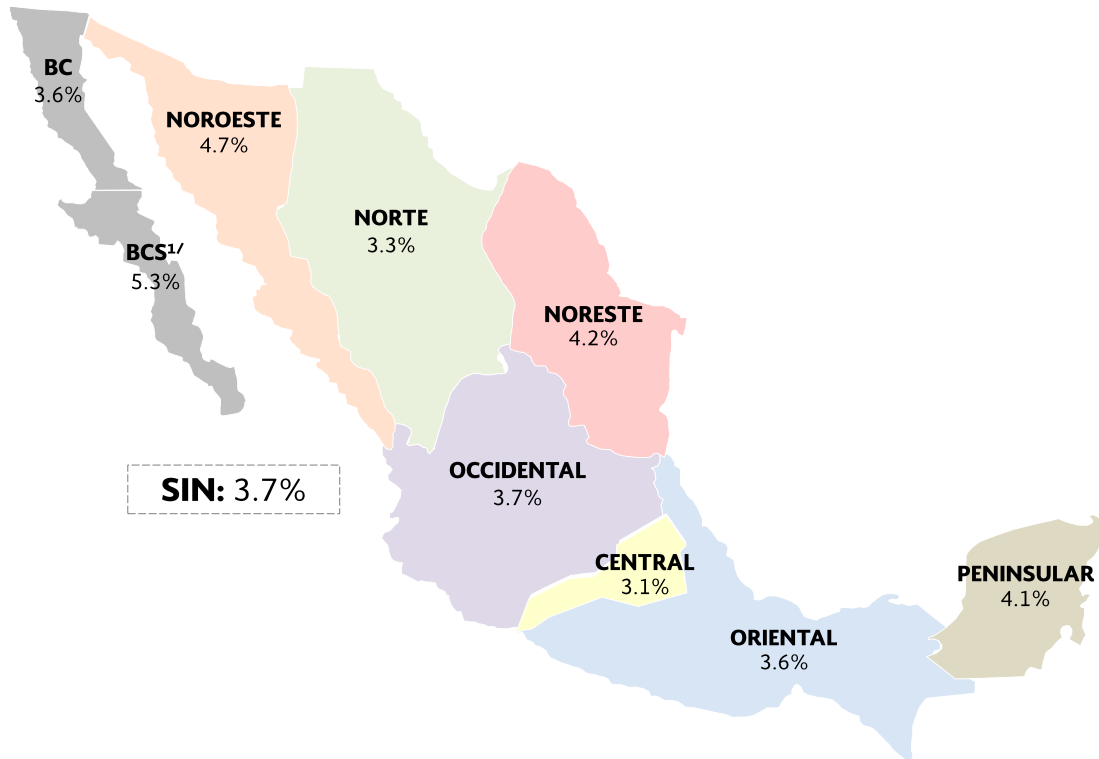 BC
3.6%
NOROESTE
4.7%
NORTE
3.3%
BCS¹/
5.3%
NORESTE
4.2%
OCCIDENTAL
3.7%
SIN: 3.7%
CENTRAL
3.1%
PENINSULAR
4.1%
ORIENTAL
3.6%